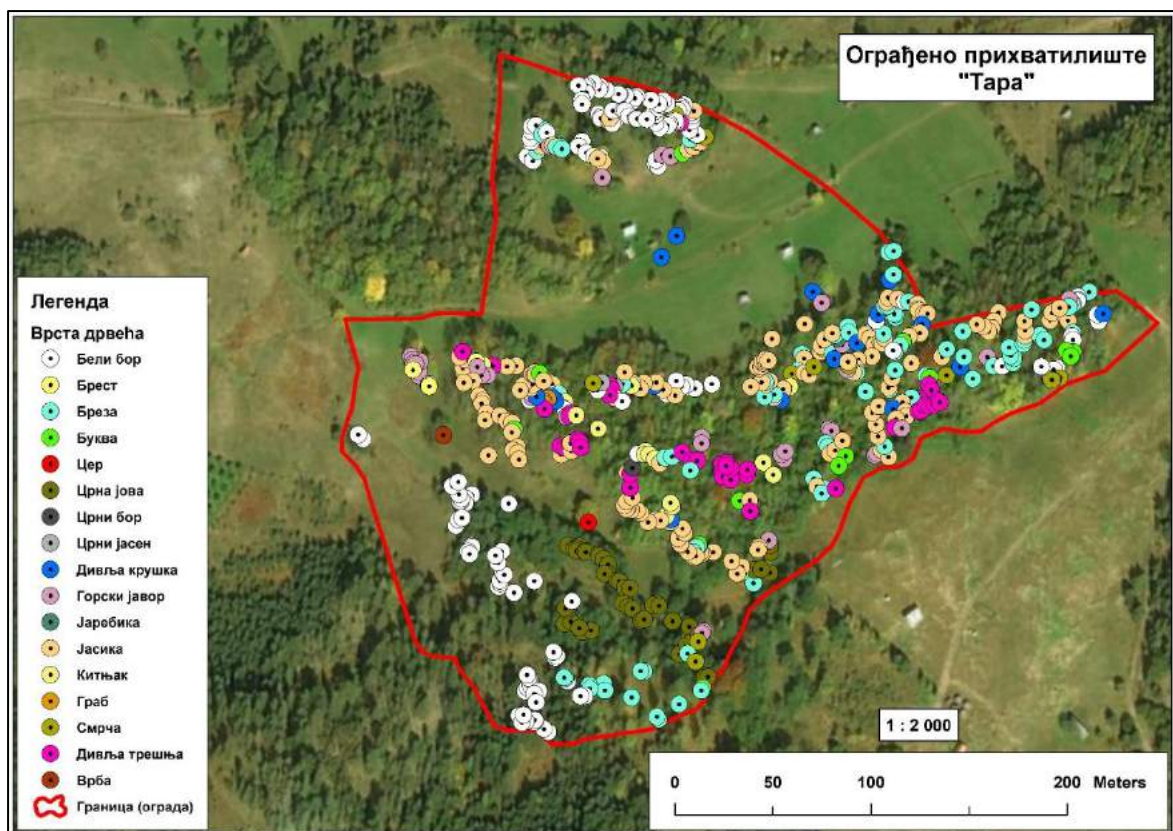 Ограђено прихватилиште
"Тара"
Легенда
Врста дрвећа
Бели бор
Брест
Бреза
Буква
Цер
Црна јова
Црни бор
Црни јасен
Дивља крушка
Горски јавор
Јаребика
Јасика
Китњак
Граб
Смрча
Дивља трешња
Врба
Граница (ограда)
1 : 2 000
0 50 100 200 Meters